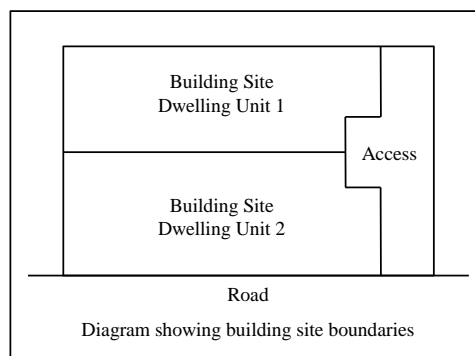 Building Site
Dwelling Unit 1
Access
Building Site
Dwelling Unit 2
Road
Diagram showing building site boundaries